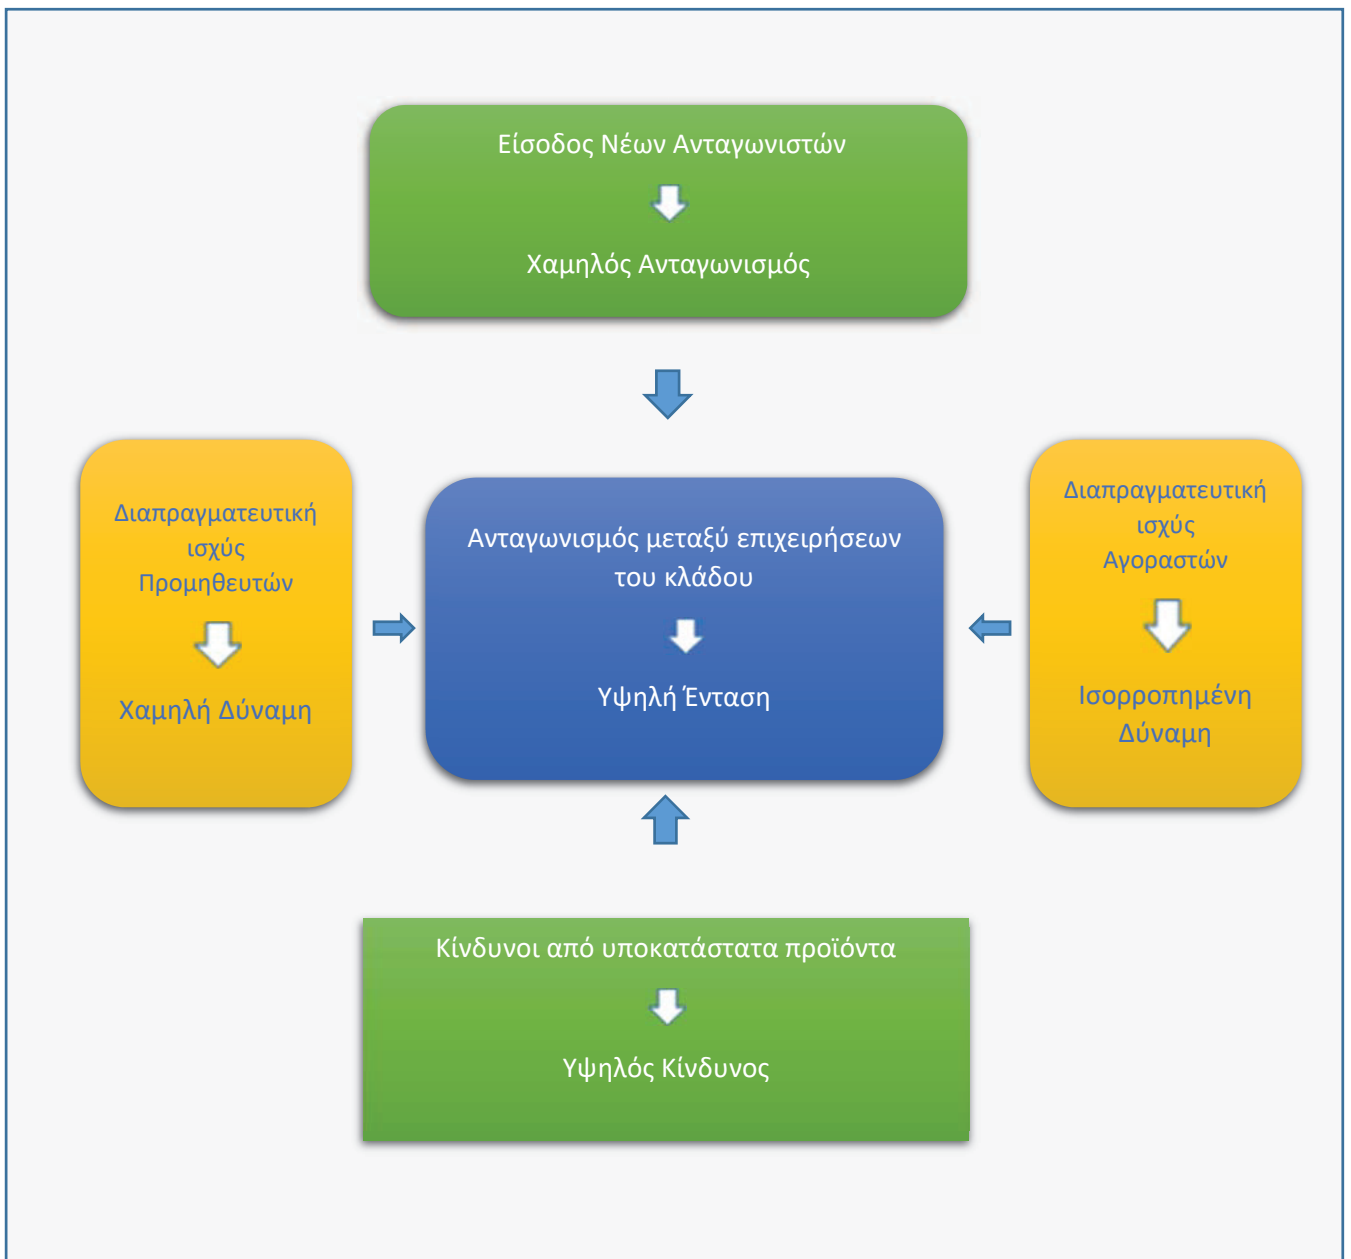 Είσοδος Νέων Ανταγωνιστών
Χαμηλός Ανταγωνισμός
Διαπραγματευτική
ισχύς
Προμηθευτών
Χαμηλή Δύναμη
Ανταγωνισμός μεταξύ επιχειρήσεων
του κλάδου
Υψηλή Ένταση
Διαπραγματευτική
ισχύς
Αγοραστών
Ισορροπημένη
Δύναμη
Κίνδυνοι από υποκατάστατα προϊόντα
Υψηλός Κίνδυνος